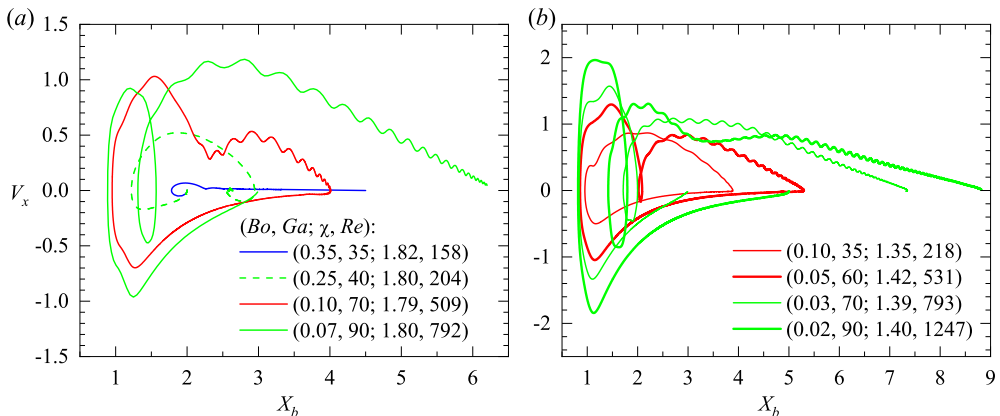 (a)
1.5
1.0
0.5
V_x 0.0
-0.5
-1.0
-1.5
(Bo, Ga; χ, Re):
(0.35, 35; 1.82, 158)
(0.25, 40; 1.80, 204)
(0.10, 70; 1.79, 509)
(0.07, 90; 1.80, 792)
1 2 3 4 5 6
X_b
(b)
2
1
0
-1
-2
(0.10, 35; 1.35, 218)
(0.05, 60; 1.42, 531)
(0.03, 70; 1.39, 793)
(0.02, 90; 1.40, 1247)
1 2 3 4 5 6 7 8 9
X_b